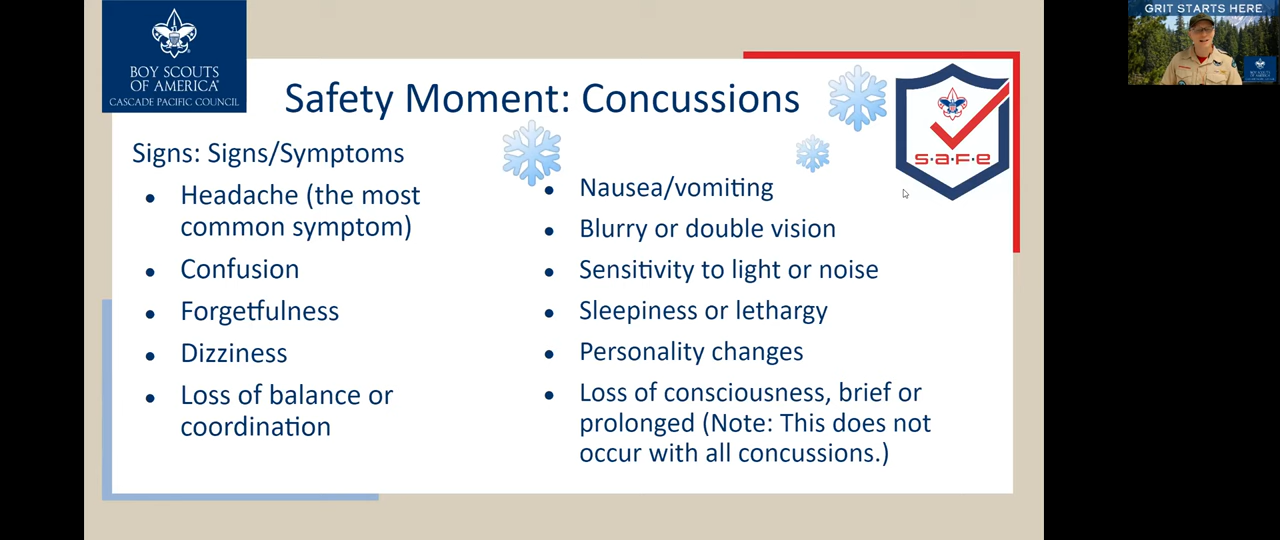 BOY SCOUTS
OF AMERICA®
CASCADE PACIFIC COUNCIL
GRIT STARTS HERE
Safety Moment: Concussions
s·a·f·e
Signs: Signs/Symptoms
• Headache (the most
common symptom)
• Confusion
• Forgetfulness
• Dizziness
• Loss of balance or
coordination
• Nausea/vomiting
• Blurry or double vision
• Sensitivity to light or noise
• Sleepiness or lethargy
• Personality changes
• Loss of consciousness, brief or
prolonged (Note: This does not
occur with all concussions.)